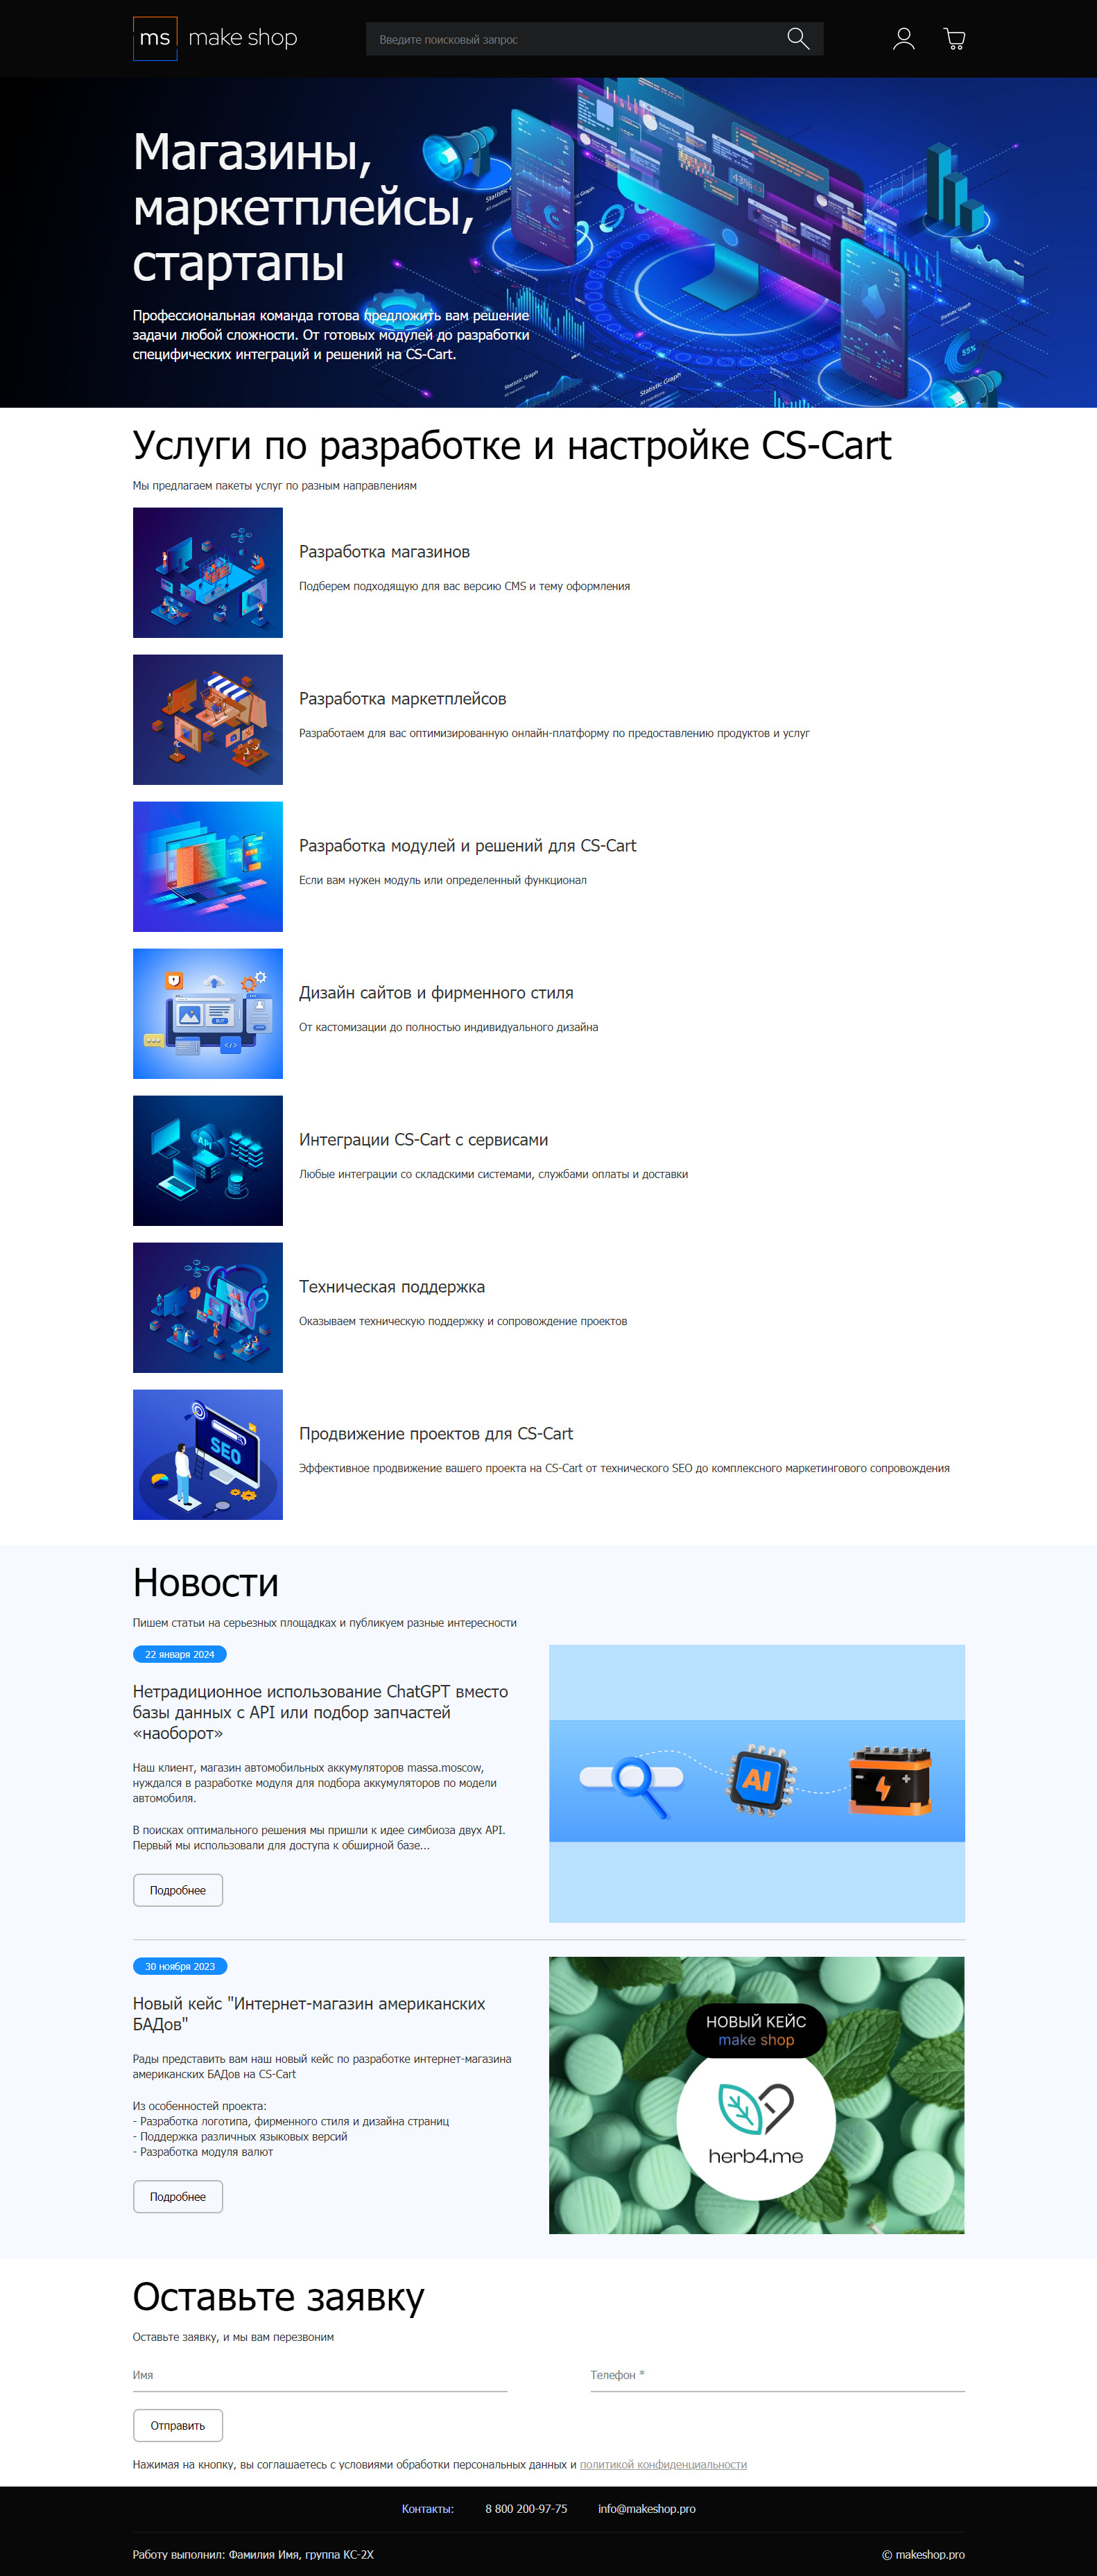 ms make shop
Введите поисковый запрос
Магазины,
маркетплейсы,
стартапы
Профессиональная команда готова предложить вам решение
задачи любой сложности. От готовых модулей до разработки
специфических интеграций и решений на CS-Cart.
43%
Statistic Graph
Statistic Graph
55%
Услуги по разработке и настройке CS-Cart
Мы предлагаем пакеты услуг по разным направлениям
Разработка магазинов
Подберем подходящую для вас версию CMS и тему оформления
Разработка маркетплейсов
Разработаем для вас оптимизированную онлайн-платформу по предоставлению продуктов и услуг
Разработка модулей и решений для CS-Cart
Если вам нужен модуль или определенный функционал
BUY
</>
Дизайн сайтов и фирменного стиля
От кастомизации до полностью индивидуального дизайна
API
Интеграции CS-Cart с сервисами
Любые интеграции со складскими системами, службами оплаты и доставки
Техническая поддержка
Оказываем техническую поддержку и сопровождение проектов
SEO
Продвижение проектов для CS-Cart
Эффективное продвижение вашего проекта на CS-Cart от технического SEO до комплексного маркетингового сопровождения
Новости
Пишем статьи на серьезных площадках и публикуем разные интересности
22 января 2024
Нетрадиционное использование ChatGPT вместо
базы данных с API или подбор запчастей
«наоборот»
Наш клиент, магазин автомобильных аккумуляторов massa.moscow,
нуждался в разработке модуля для подбора аккумуляторов по модели
автомобиля.
В поисках оптимального решения мы пришли к идее симбиоза двух API.
Первый мы использовали для доступа к обширной базе...
Подробнее
AI
30 ноября 2023
Новый кейс "Интернет-магазин американских
БАДов"
Рады представить вам наш новый кейс по разработке интернет-магазина
американских БАДов на CS-Cart
Из особенностей проекта:
- Разработка логотипа, фирменного стиля и дизайна страниц
- Поддержка различных языковых версий
- Разработка модуля валют
Подробнее
НОВЫЙ КЕЙС
make shop
herb4.me
Оставьте заявку
Оставьте заявку, и мы вам перезвоним
Имя
Телефон *
Отправить
Нажимая на кнопку, вы соглашаетесь с условиями обработки персональных данных и политикой конфиденциальности
Контакты: 8 800 200-97-75 info@makeshop.pro
Работу выполнил: Фамилия Имя, группа КС-2Х
© makeshop.pro